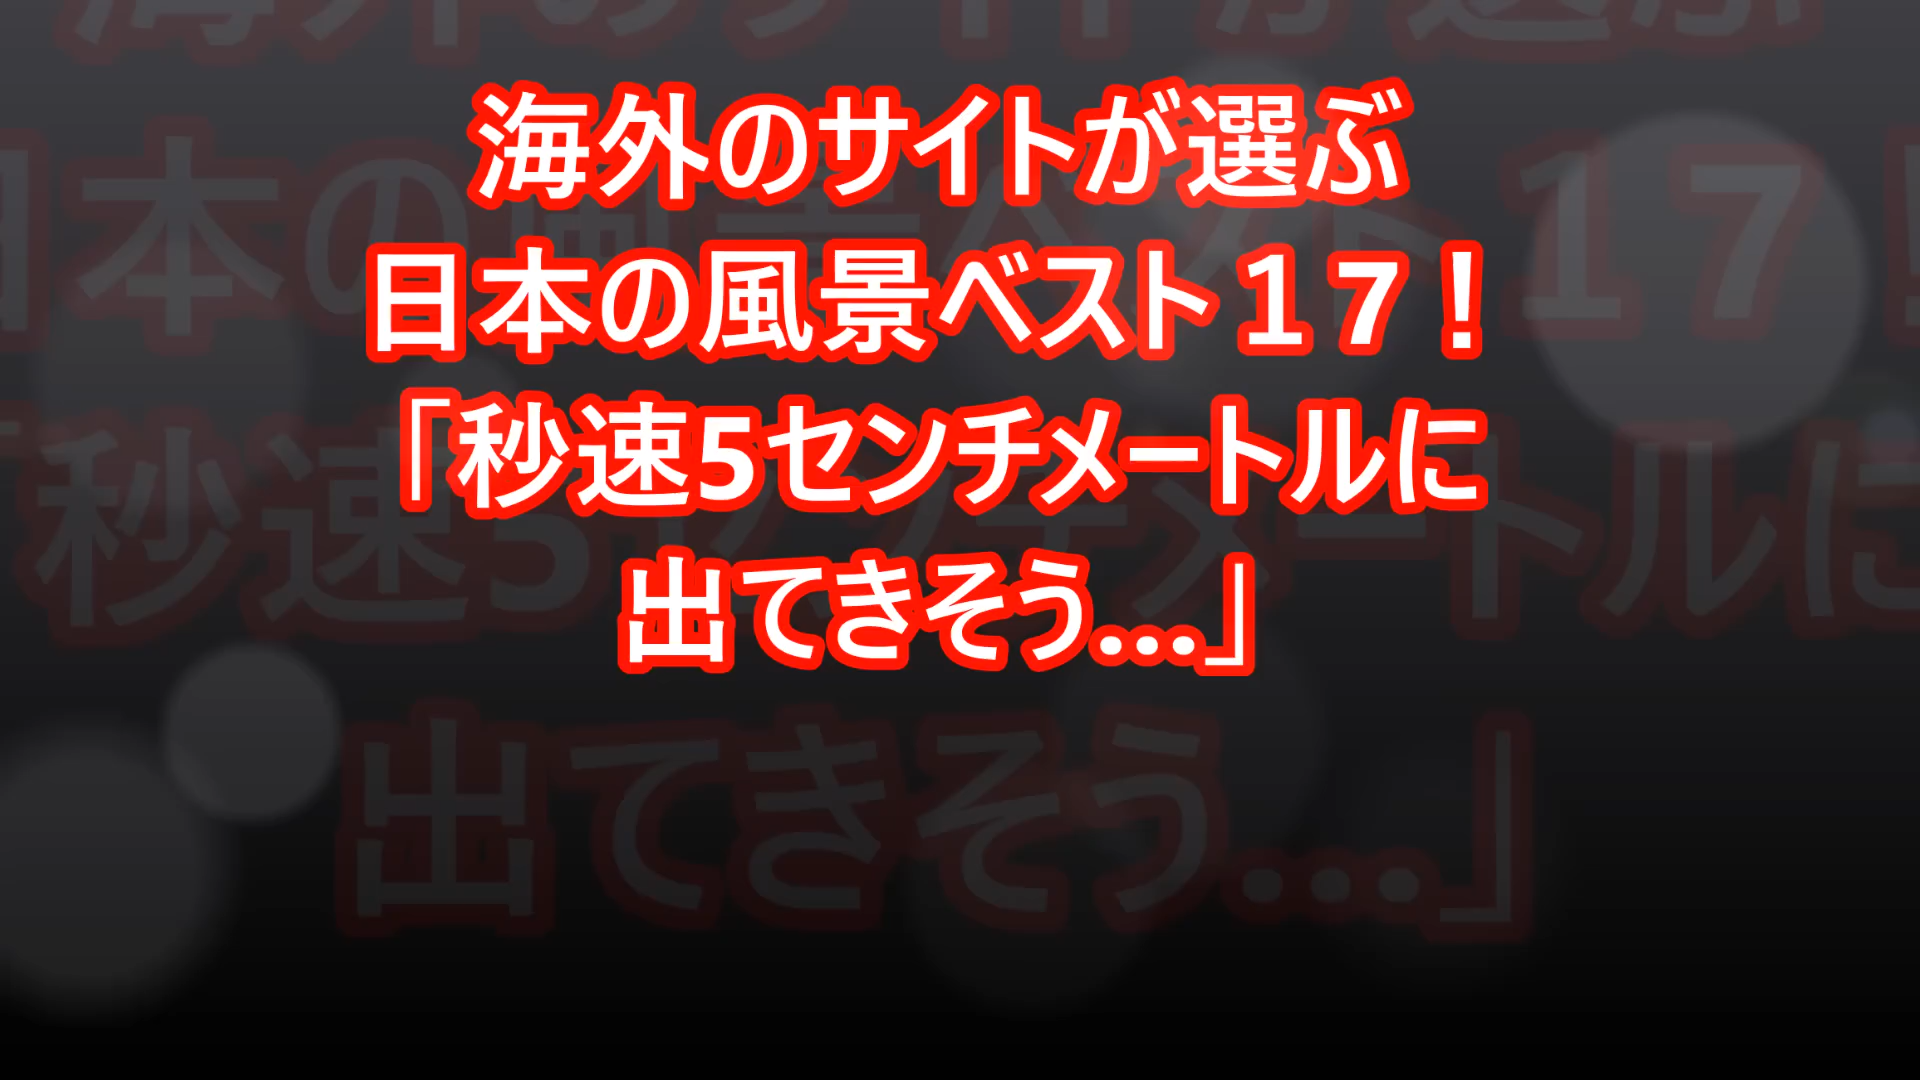 海外のサイトが選ぶ
日本の風景ベスト１７！
「秒速5センチメートルに
出てきそう…」